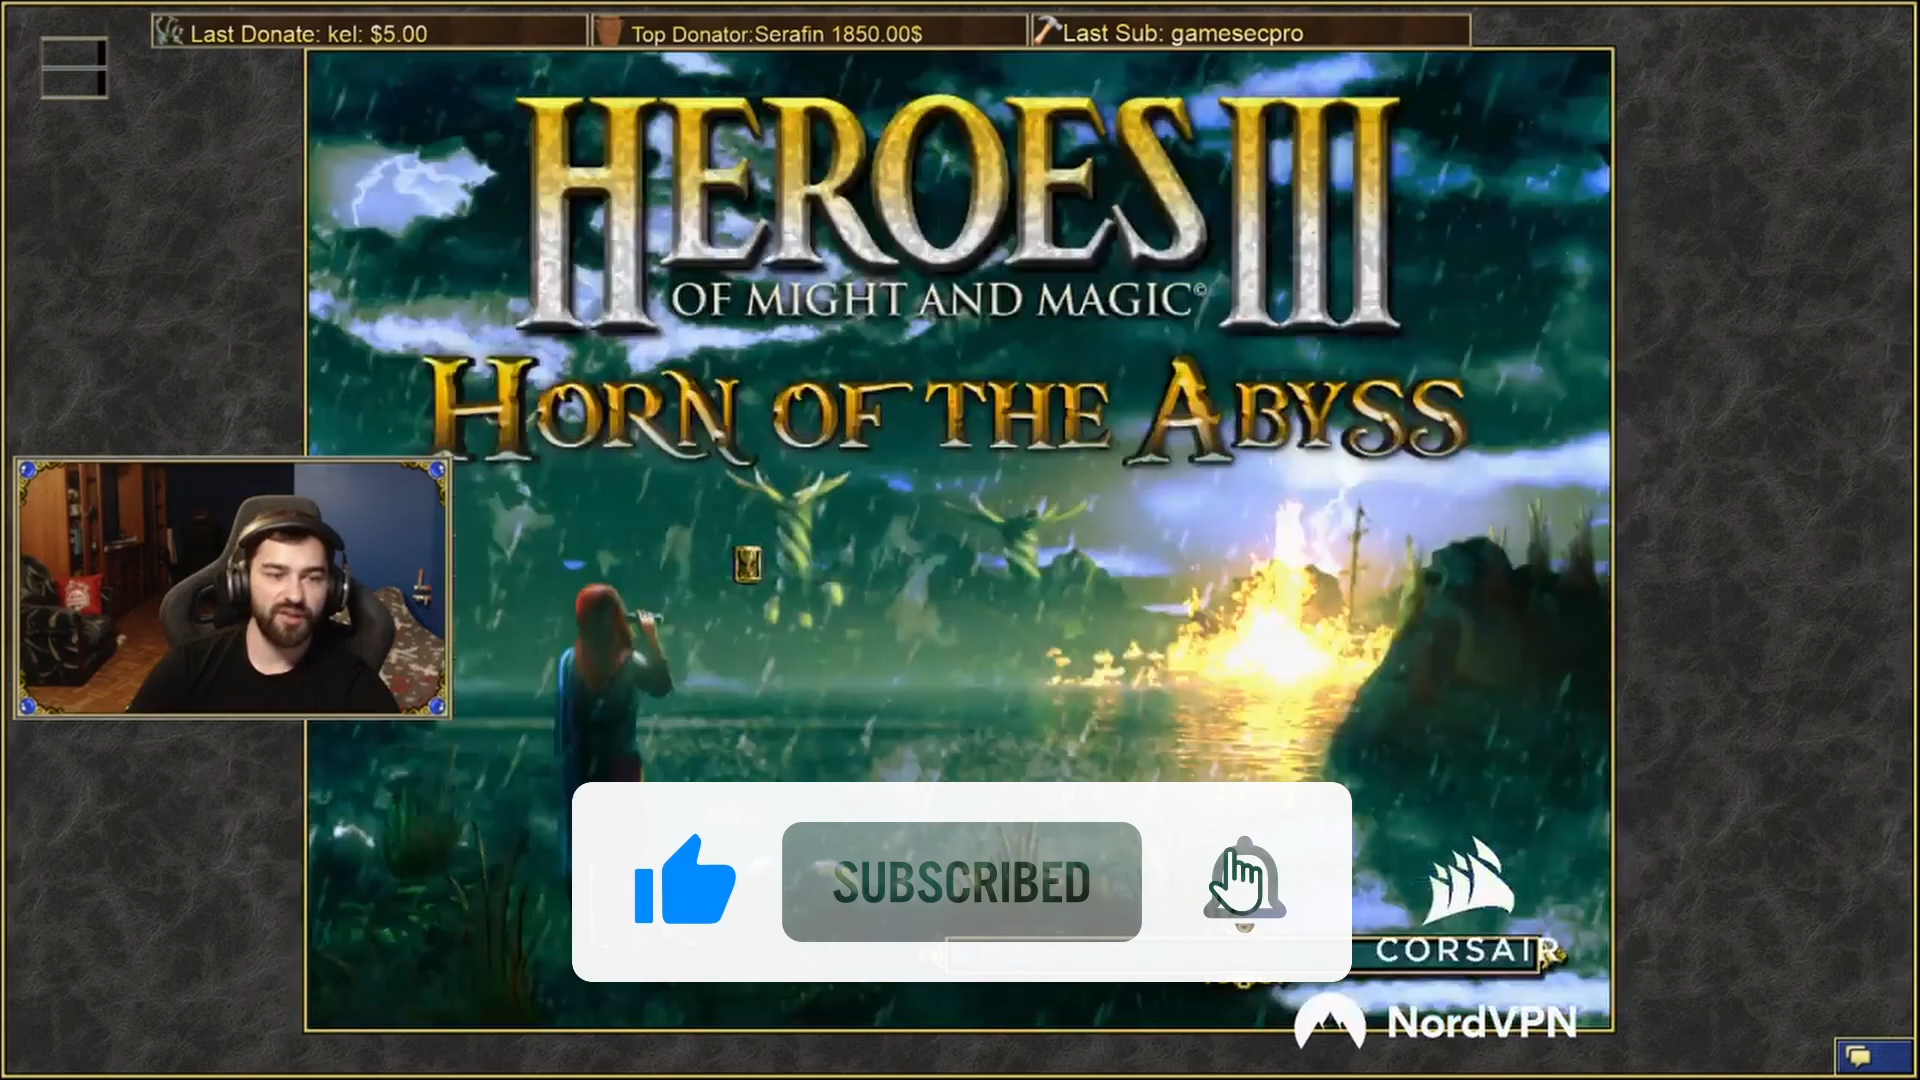 Last Donate: kel: $5.00
Top Donator:Serafin 1850.00$
Last Sub: gamesecpro
HEROES III
OF MIGHT AND MAGIC©
HORN OF THE ABYSS
SUBSCRIBED
CORSAIR
NordVPN